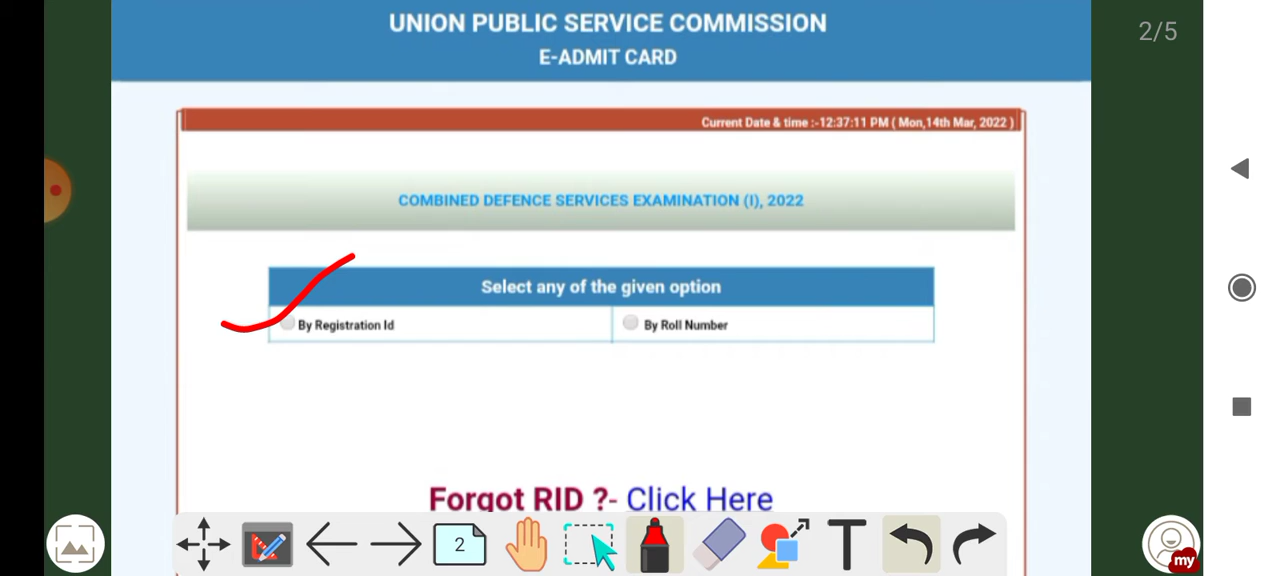 UNION PUBLIC SERVICE COMMISSION
2/5
E-ADMIT CARD
Current Date & time :-12:37:11 PM ( Mon,14th Mar, 2022 )
COMBINED DEFENCE SERVICES EXAMINATION (I), 2022
Select any of the given option
By Registration Id
By Roll Number
Forgot RID ?- Click Here
2
T
my